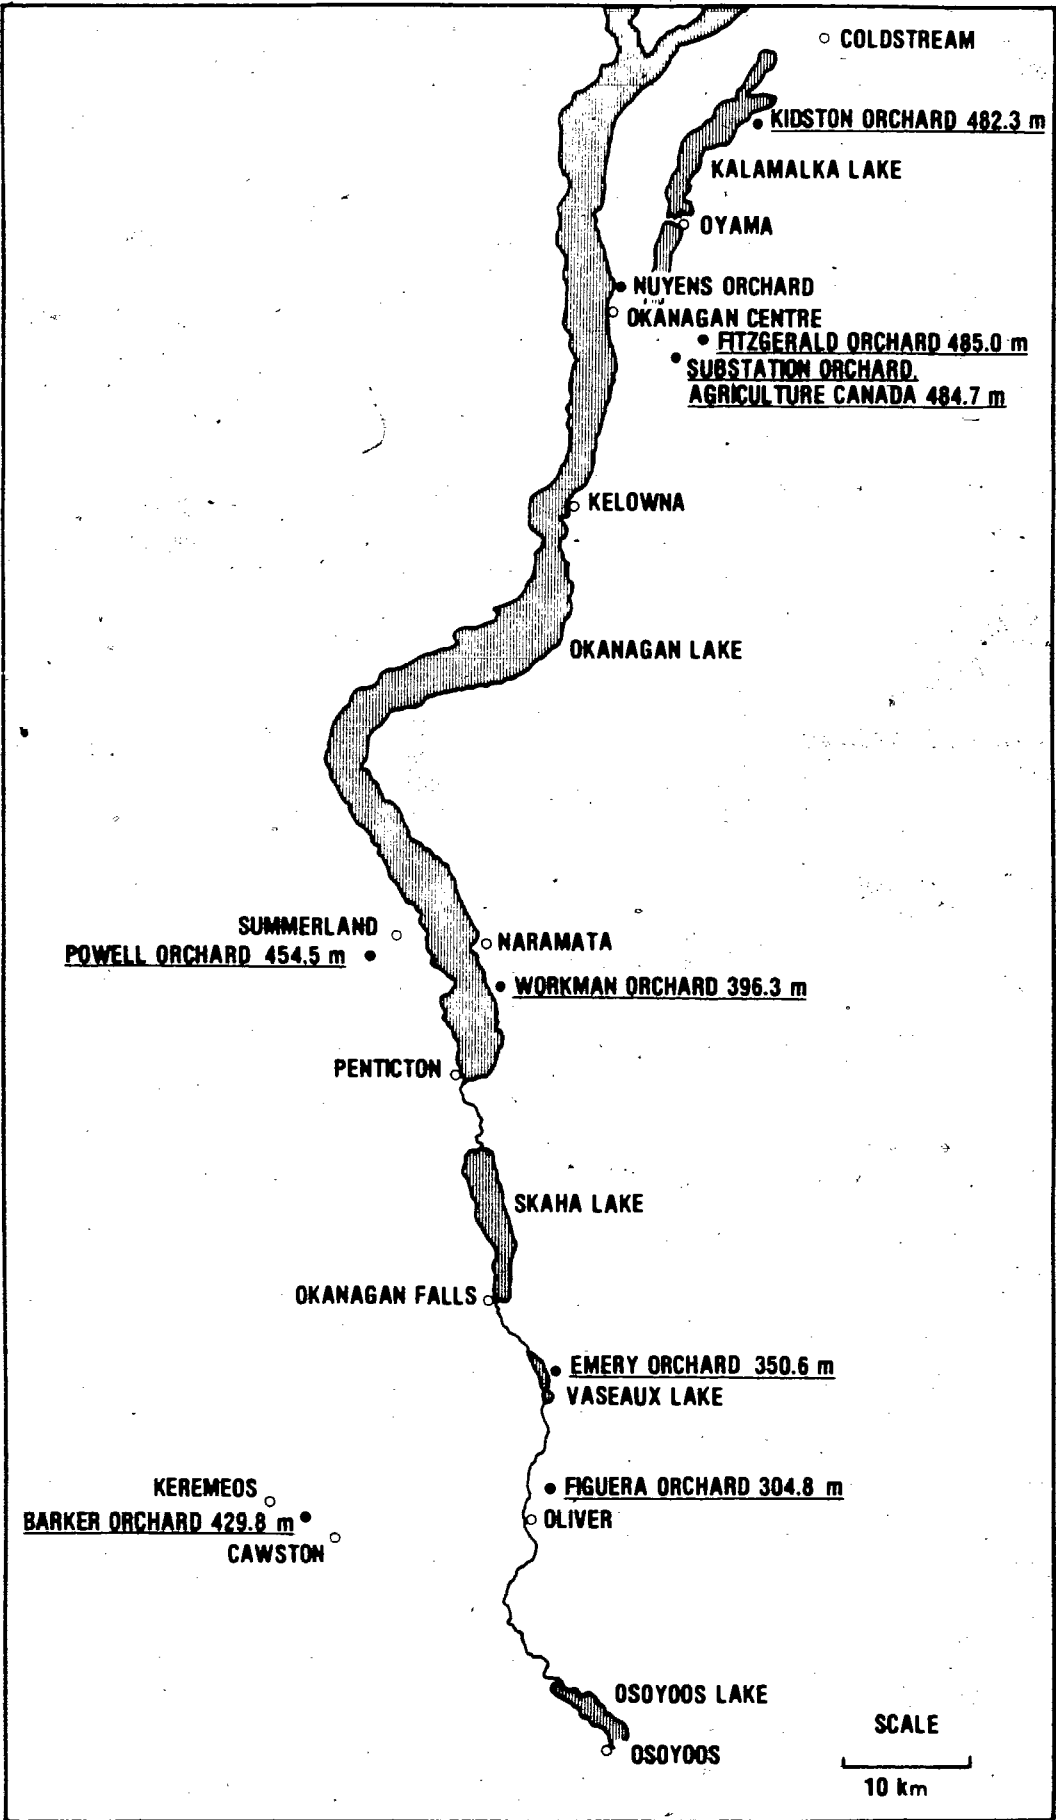 COLDSTREAM
KIDSTON ORCHARD 482.3 m
KALAMALKA LAKE
OYAMA
NUYENS ORCHARD
OKANAGAN CENTRE
FITZGERALD ORCHARD 485.0 m
SUBSTATION ORCHARD,
AGRICULTURE CANADA 484.7 m
KELOWNA
OKANAGAN LAKE
SUMMERLAND
NARAMATA
POWELL ORCHARD 454.5 m
WORKMAN ORCHARD 396.3 m
PENTICTON
SKAHA LAKE
OKANAGAN FALLS
EMERY ORCHARD 350.6 m
VASEAUX LAKE
KEREMEOS
FIGUERA ORCHARD 304.8 m
BARKER ORCHARD 429.8 m
OLIVER
CAWSTON
OSOYOOS LAKE
SCALE
OSOYOOS
10 km